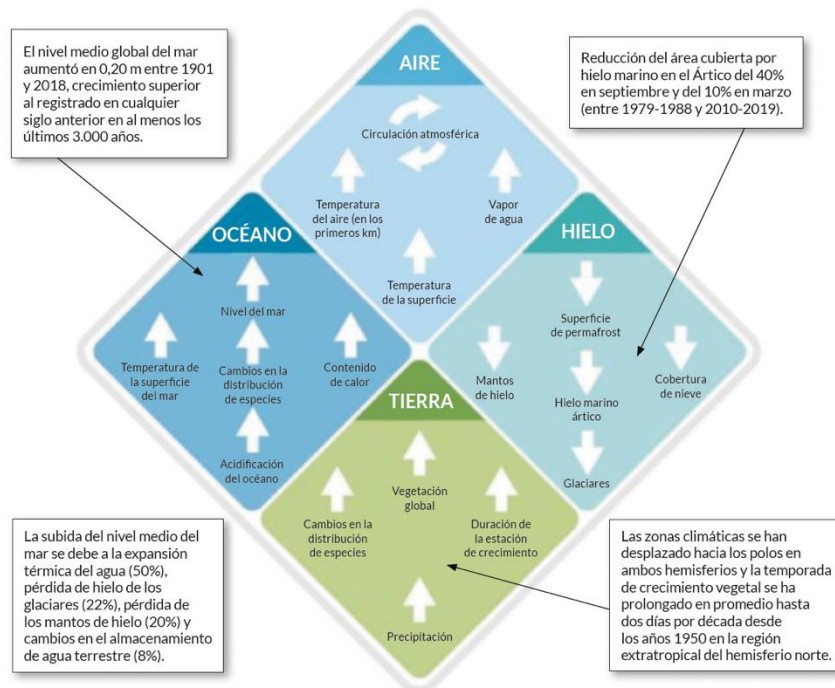 El nivel medio global del mar
aumentó en 0,20 m entre 1901
y 2018, crecimiento superior
al registrado en cualquier
siglo anterior en al menos los
últimos 3.000 años.
AIRE
Circulación atmosférica
Temperatura
del aire (en los
primeros km)
Vapor
de agua
Temperatura
de la superficie
Reducción del área cubierta por
hielo marino en el Ártico del 40%
en septiembre y del 10% en marzo
(entre 1979-1988 y 2010-2019).
OCÉANO
Nivel del mar
Temperatura de
la superficie
del mar
Cambios en la
distribución de
especies
Contenido
de calor
Acidificación
del océano
HIELO
Superficie
de permafrost
Mantos
de hielo
Hielo marino
ártico
Cobertura
de nieve
Glaciares
TIERRA
Vegetación
global
Cambios en la
distribución
de especies
Duración de
la estación
de crecimiento
Precipitación
La subida del nivel medio del
mar se debe a la expansión
térmica del agua (50%),
pérdida de hielo de los
glaciares (22%), pérdida de
los mantos de hielo (20%) y
cambios en el almacenamiento
de agua terrestre (8%).
Las zonas climáticas se han
desplazado hacia los polos en
ambos hemisferios y la temporada
de crecimiento vegetal se ha
prolongado en promedio hasta
dos días por década desde
los años 1950 en la región
extratropical del hemisferio norte.